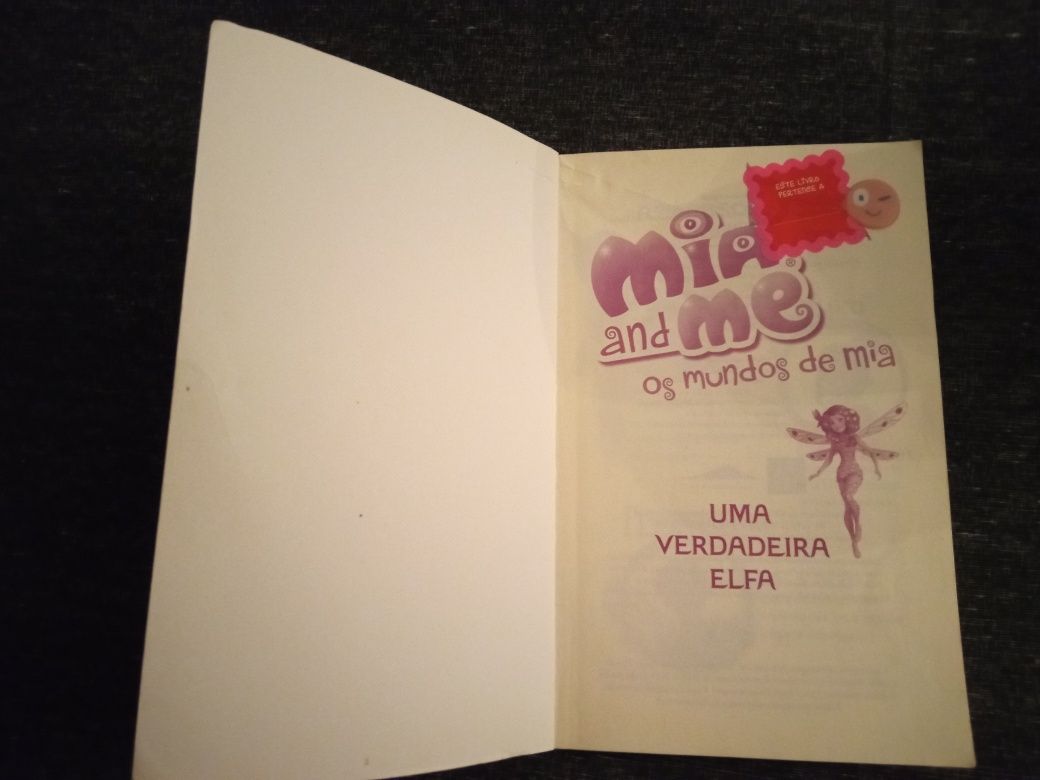 ESTE LIVRO
PERTENCE A
mia
and me
os mundos de mia
UMA
VERDADEIRA
ELFA